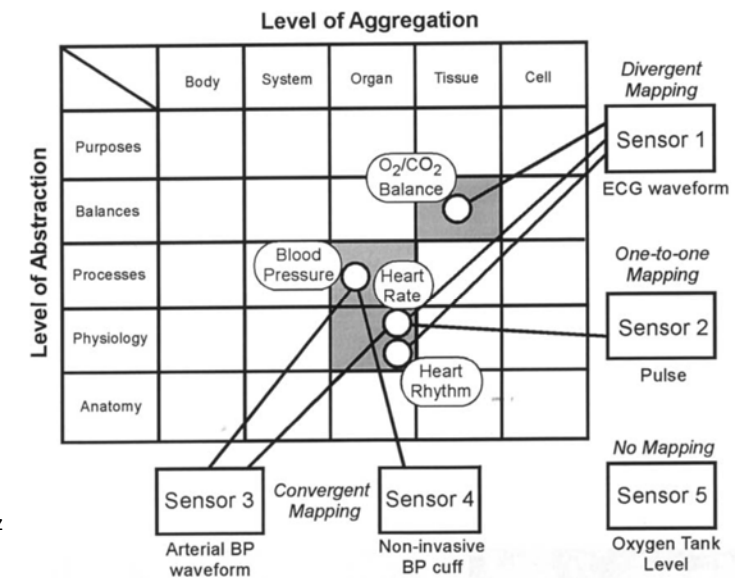 Level of Aggregation
Level of Abstraction
Body
System
Organ
Tissue
Cell
Purposes
Balances
Processes
Physiology
Anatomy
O₂/CO₂
Balance
Blood
Pressure
Heart
Rate
Heart
Rhythm
Divergent
Mapping
Sensor 1
ECG waveform
One-to-one
Mapping
Sensor 2
Pulse
No Mapping
Sensor 5
Oxygen Tank
Level
Sensor 3
Arterial BP
waveform
Convergent
Mapping
Sensor 4
Non-invasive
BP cuff
z